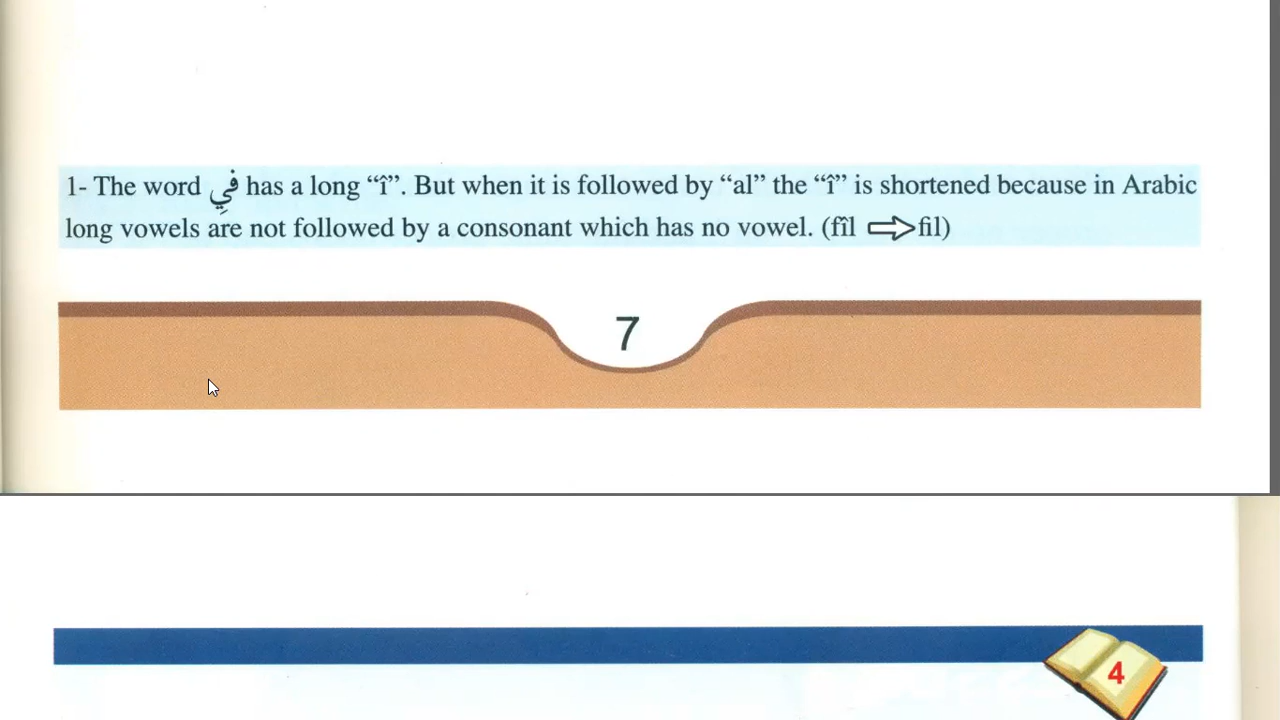 1- The word فِي has a long “î”. But when it is followed by “al” the “î” is shortened because in Arabic
long vowels are not followed by a consonant which has no vowel. (fîl ⇨ fil)
7
4